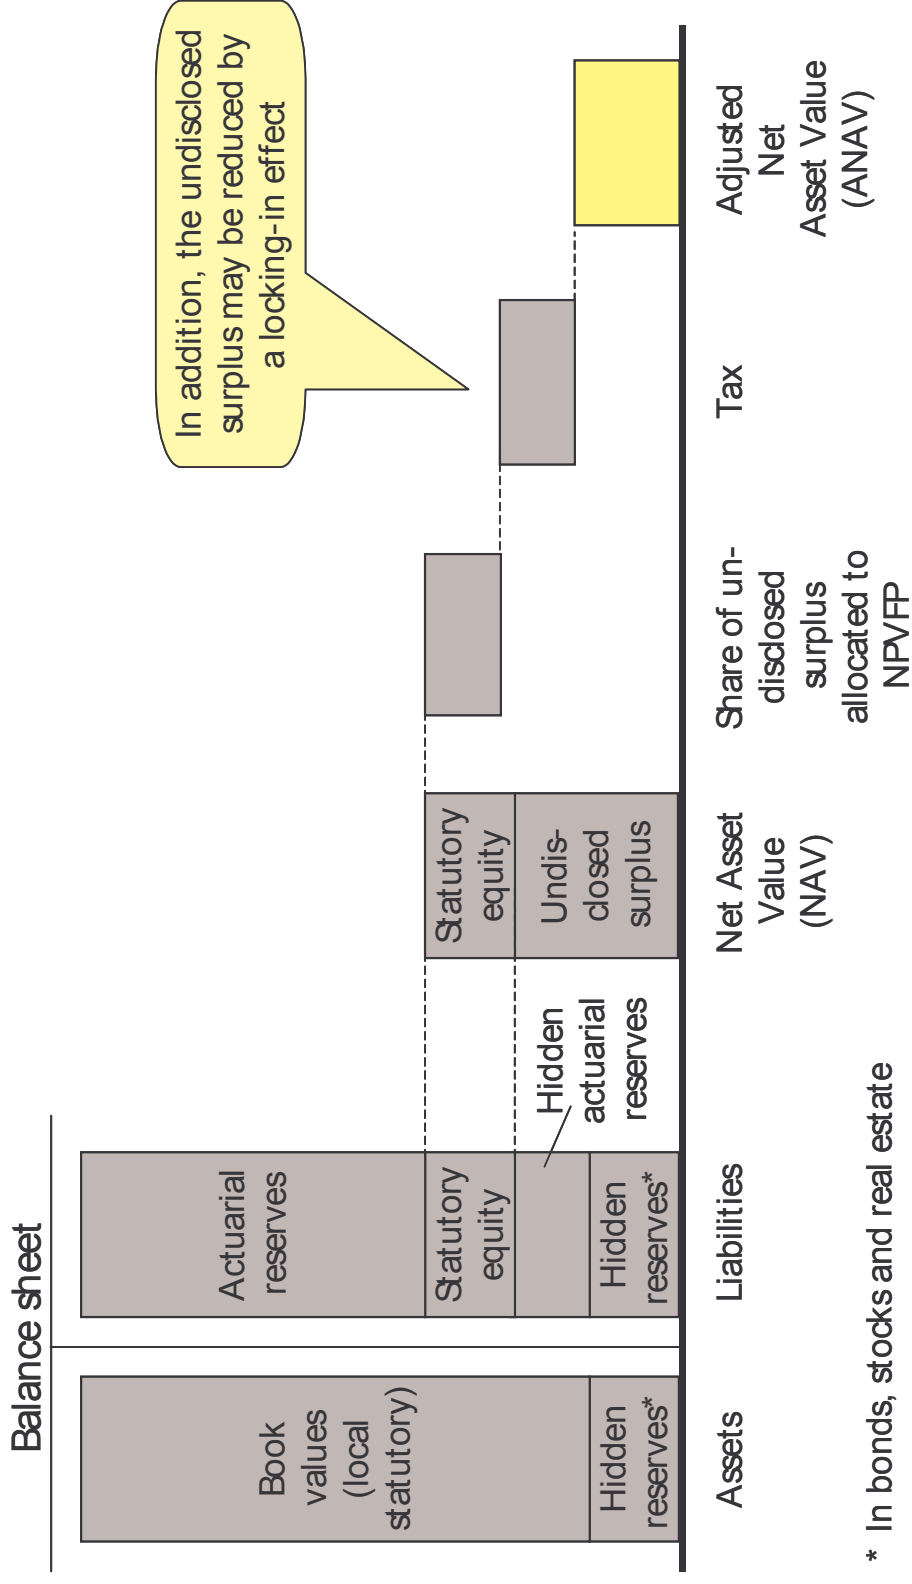 Balance sheet
In addition, the undisclosed
surplus may be reduced by
a locking-in effect
Book
values
(local
statutory)
Hidden
reserves*
Actuarial
reserves
Statutory
equity
Hidden
reserves*
Hidden
actuarial
reserves
Statutory
equity
Undis-
closed
surplus
Assets
Liabilities
Net Asset
Value
(NAV)
Share of un-
disclosed
surplus
allocated to
NPVFP
Tax
Adjusted
Net
Asset Value
(ANAV)
* In bonds, stocks and real estate